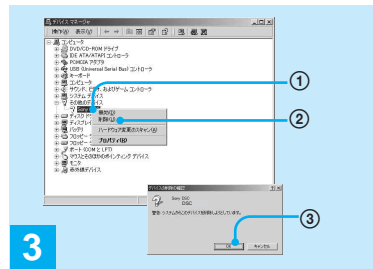 デバイス マネージャ
操作(A) 表示(V)
コンピュータ
DVD/CD-ROM ドライブ
IDE ATA/ATAPI コントローラ
PCMCIA アダプタ
USB (Universal Serial Bus) コントローラ
キーボード
コンピュータ
サウンド、ビデオ、およびゲーム コントローラ
システム デバイス
その他のデバイス
Sony
無効(D)
削除(U)
ハードウェア変更のスキャン(A)
プロパティ(R)
ディスク ド
ディスプレイ
バッテリ
フロッピー
フロッピー
ポート (COM と LPT)
マウスとそのほかのポインティング デバイス
モニタ
赤外線デバイス
①
②
デバイス削除の確認
Sony DSC
DSC
警告: システムからこのデバイスを削除しようとしています。
OK キャンセル
③
3